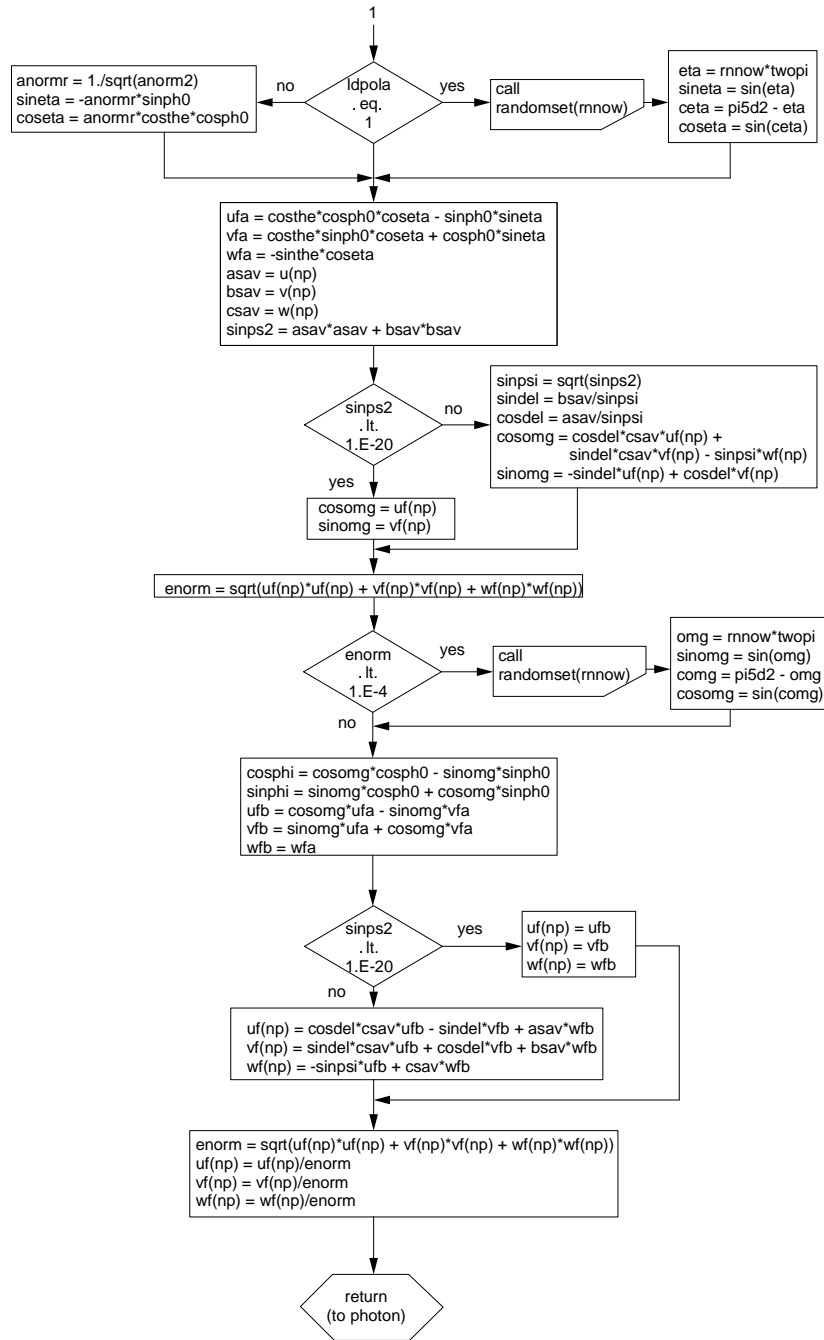 1
ldpola
.eq.
1
no
yes
anormr = 1./sqrt(anorm2)
sineta = -anormr*sinph0
coseta = anormr*costhe*cosph0
call
randomset(rnnow)
eta = rnnow*twopi
sineta = sin(eta)
ceta = pi5d2 - eta
coseta = sin(ceta)
ufa = costhe*cosph0*coseta - sinph0*sineta
vfa = costhe*sinph0*coseta + cosph0*sineta
wfa = -sinthe*coseta
asav = u(np)
bsav = v(np)
csav = w(np)
sinps2 = asav*asav + bsav*bsav
sinps2
.lt.
1.E-20
no
yes
sinpsi = sqrt(sinps2)
sindel = bsav/sinpsi
cosdel = asav/sinpsi
cosomg = cosdel*csav*uf(np) +
sindel*csav*vf(np) - sinpsi*wf(np)
sinomg = -sindel*uf(np) + cosdel*vf(np)
cosomg = uf(np)
sinomg = vf(np)
enorm = sqrt(uf(np)*uf(np) + vf(np)*vf(np) + wf(np)*wf(np))
enorm
.lt.
1.E-4
yes
no
call
randomset(rnnow)
omg = rnnow*twopi
sinomg = sin(omg)
comg = pi5d2 - omg
cosomg = sin(comg)
cosphi = cosomg*cosph0 - sinomg*sinph0
sinphi = sinomg*cosph0 + cosomg*sinph0
ufb = cosomg*ufa - sinomg*vfa
vfb = sinomg*ufa + cosomg*vfa
wfb = wfa
sinps2
.lt.
1.E-20
yes
no
uf(np) = ufb
vf(np) = vfb
wf(np) = wfb
uf(np) = cosdel*csav*ufb - sindel*vfb + asav*wfb
vf(np) = sindel*csav*ufb + cosdel*vfb + bsav*wfb
wf(np) = -sinpsi*ufb + csav*wfb
enorm = sqrt(uf(np)*uf(np) + vf(np)*vf(np) + wf(np)*wf(np))
uf(np) = uf(np)/enorm
vf(np) = vf(np)/enorm
wf(np) = wf(np)/enorm
return
(to photon)